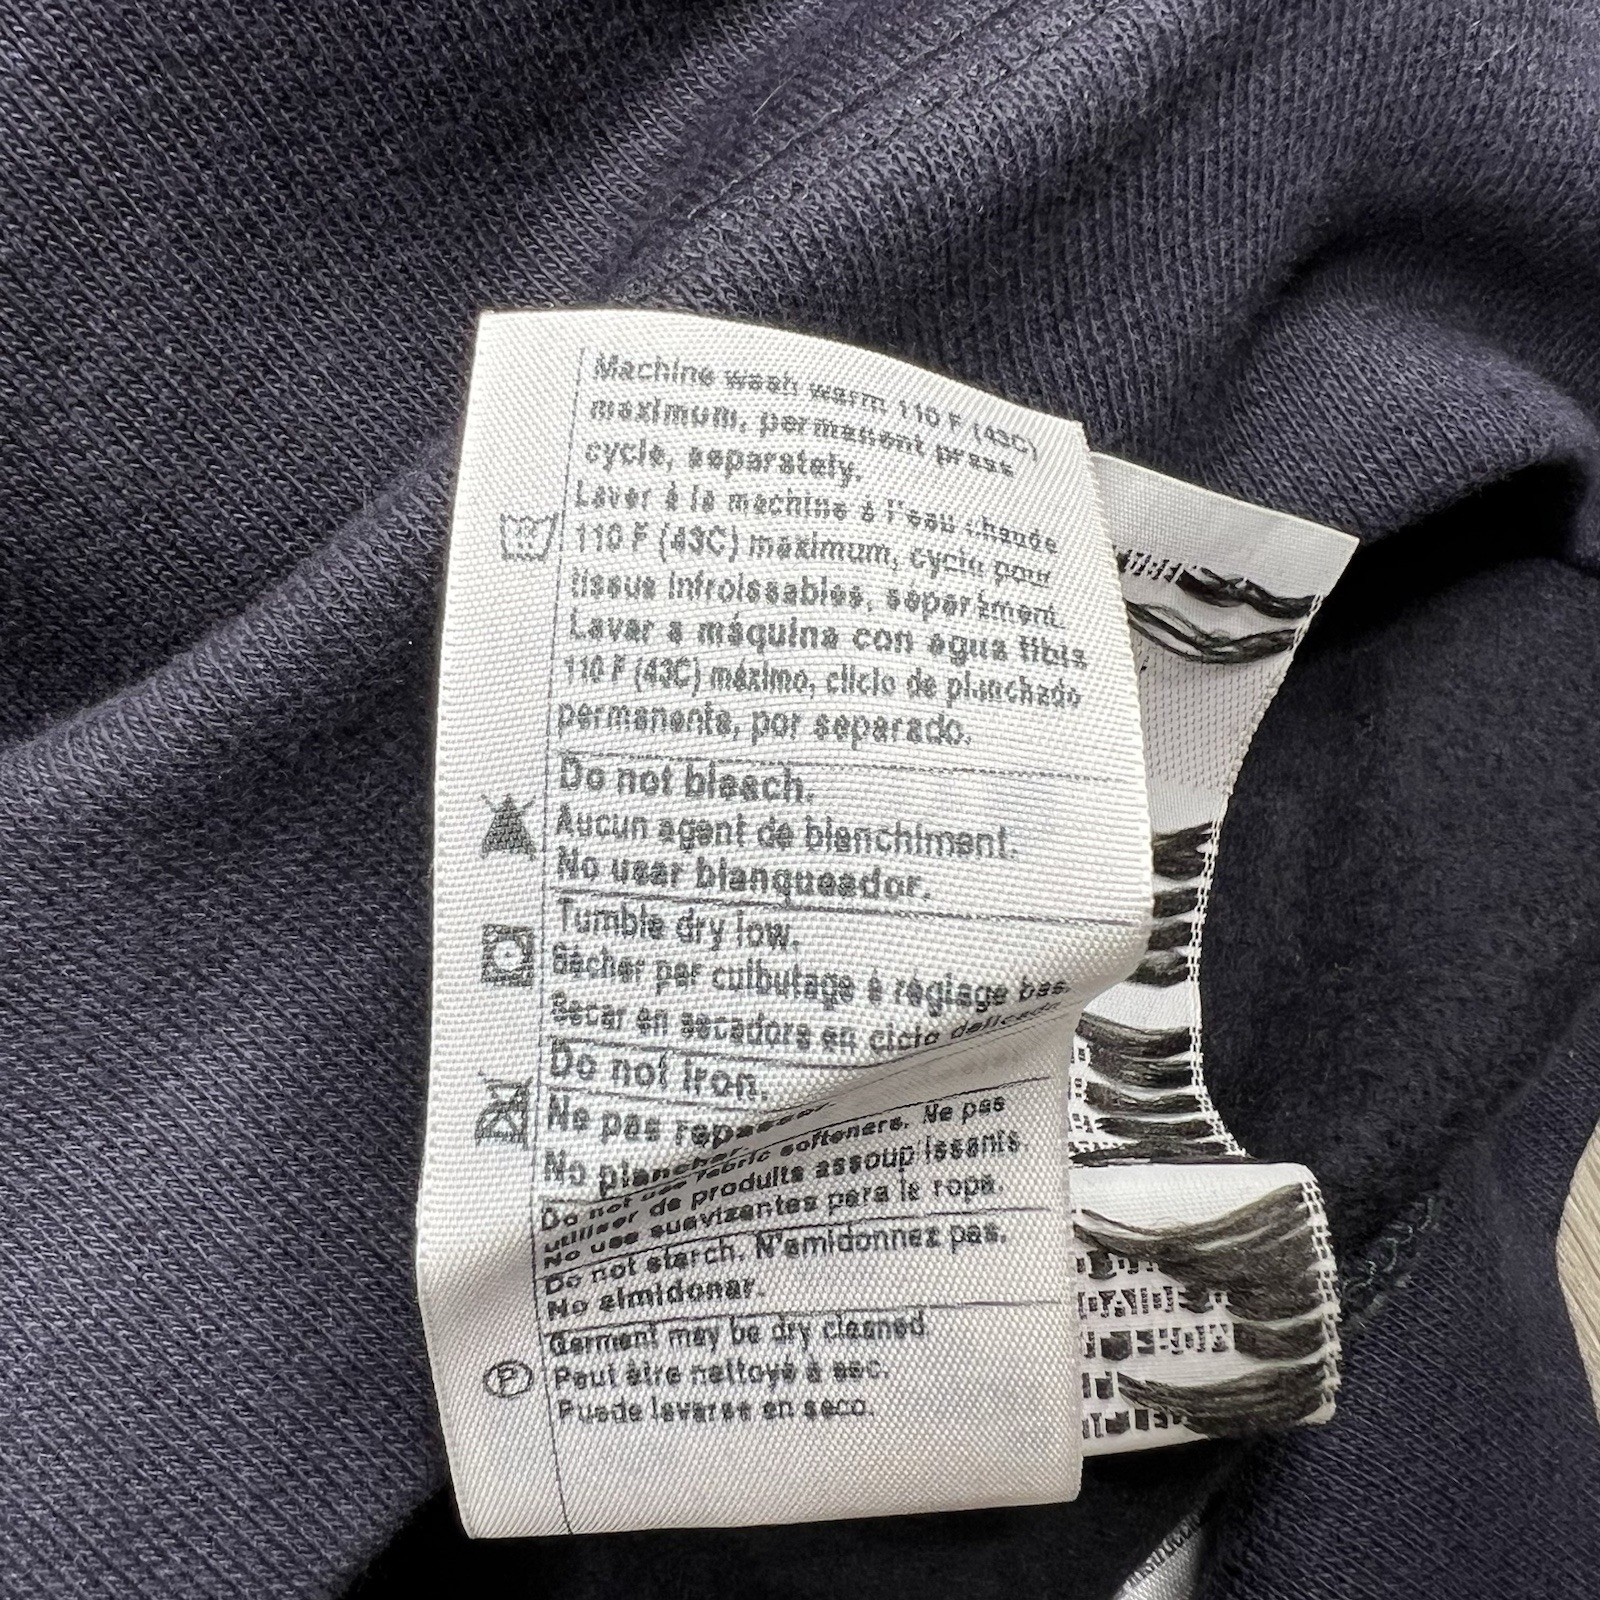 Machine wash warm 110 F (43C)
maximum, permanent press
cycle, separately.
Laver à la machine à l'eau chaude
110 F (43C) maximum, cyclu pour
tissus infroissables, séparément.
Lavar a máquina con agua tibia
110 F (43C) máximo, cliclo de planchado
permanente, por separado.
Do not bleach.
Aucun agent de blanchiment.
No usar blanqueador.
Tumble dry low.
Sécher par culbutage à réglage bas.
Secar en secadora en ciclo delicado
Do not iron.
Ne pas repasser.
No planchar.
Do not use fabric softeners. Ne pas
utiliser de produits assouplissants.
No use suavizantes para la ropa.
Do not starch. N'amidonnez pas.
No almidonar.
Garment may be dry cleaned.
Peut être nettoyé à sec.
Puede lavarse en seco.
P